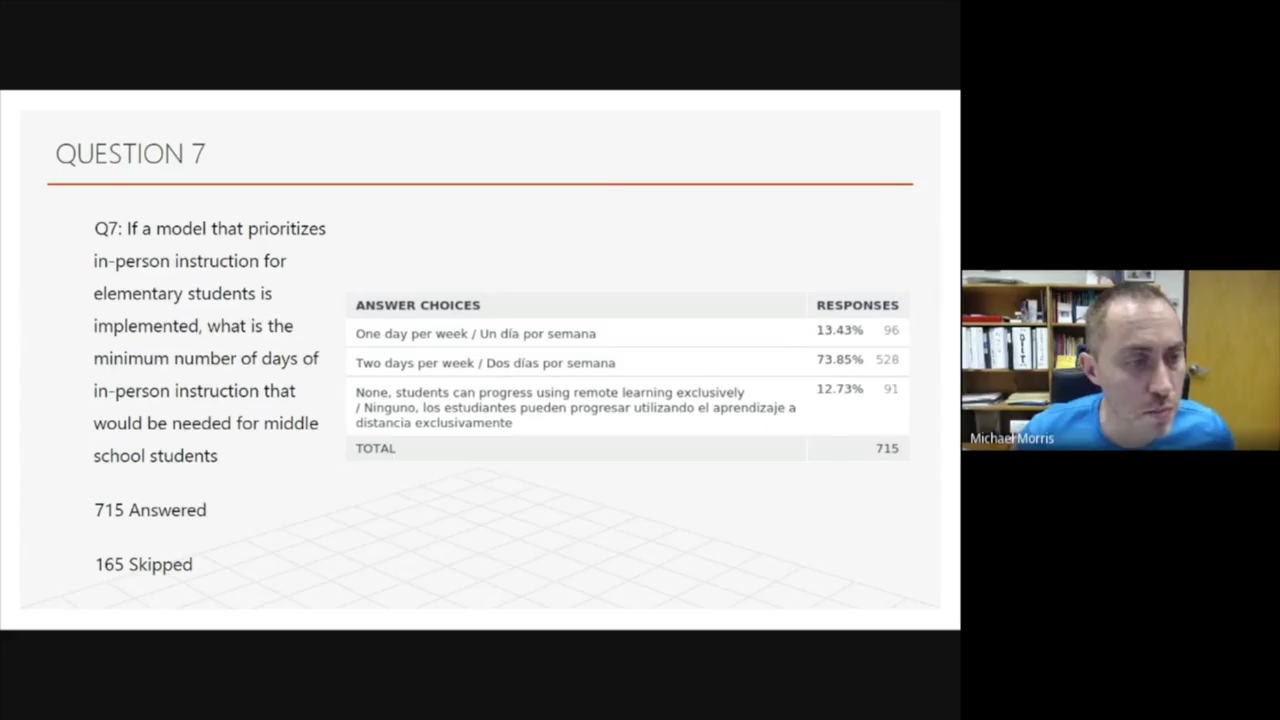 QUESTION 7
Q7: If a model that prioritizes
in-person instruction for
elementary students is
implemented, what is the
minimum number of days of
in-person instruction that
would be needed for middle
school students
715 Answered
165 Skipped
ANSWER CHOICES RESPONSES
One day per week / Un día por semana 13.43% 96
Two days per week / Dos días por semana 73.85% 528
None, students can progress using remote learning exclusively 12.73% 91
/ Ninguno, los estudiantes pueden progresar utilizando el aprendizaje a
distancia exclusivamente
TOTAL 715
Michael Morris